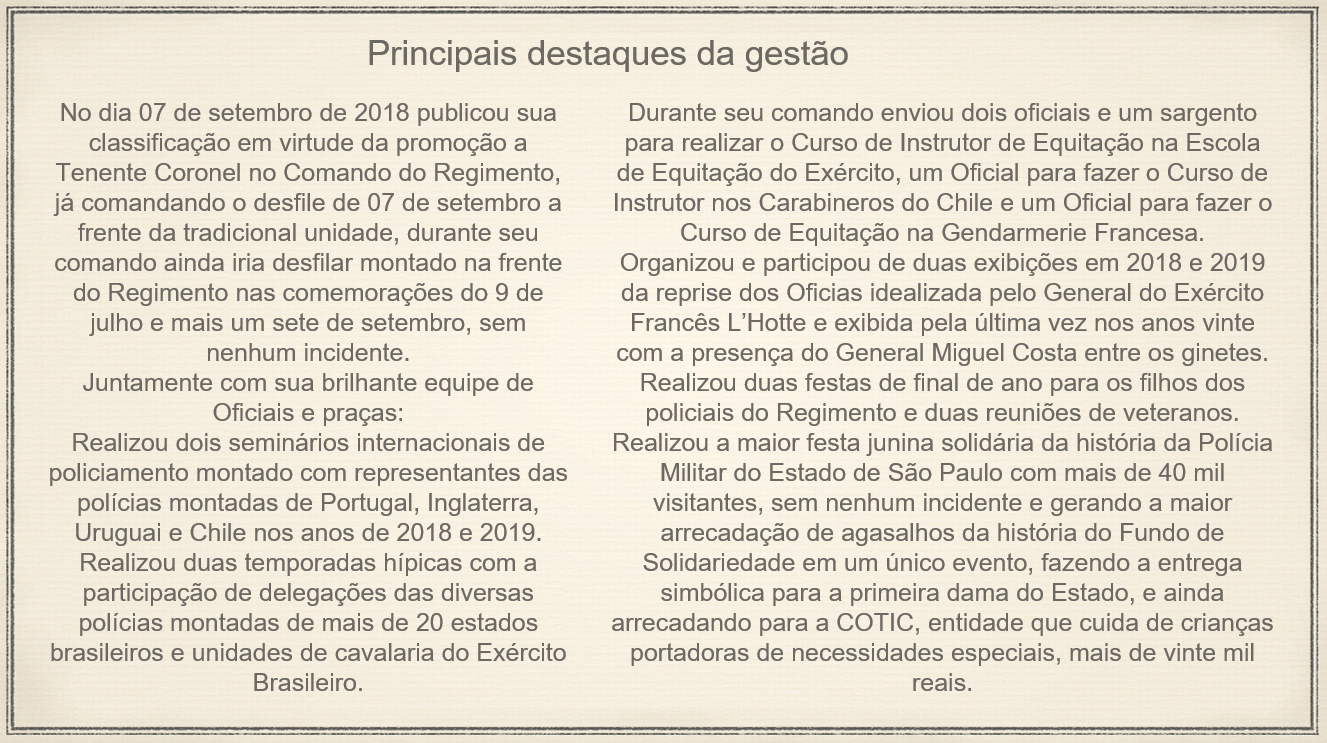 Principais destaques da gestão
No dia 07 de setembro de 2018 publicou sua
classificação em virtude da promoção a
Tenente Coronel no Comando do Regimento,
já comandando o desfile de 07 de setembro a
frente da tradicional unidade, durante seu
comando ainda iria desfilar montado na frente
do Regimento nas comemorações do 9 de
julho e mais um sete de setembro, sem
nenhum incidente.
Juntamente com sua brilhante equipe de
Oficiais e praças:
Realizou dois seminários internacionais de
policiamento montado com representantes das
polícias montadas de Portugal, Inglaterra,
Uruguai e Chile nos anos de 2018 e 2019.
Realizou duas temporadas hípicas com a
participação de delegações das diversas
polícias montadas de mais de 20 estados
brasileiros e unidades de cavalaria do Exército
Brasileiro.
Durante seu comando enviou dois oficiais e um sargento
para realizar o Curso de Instrutor de Equitação na Escola
de Equitação do Exército, um Oficial para fazer o Curso de
Instrutor nos Carabineros do Chile e um Oficial para fazer o
Curso de Equitação na Gendarmerie Francesa.
Organizou e participou de duas exibições em 2018 e 2019
da reprise dos Oficias idealizada pelo General do Exército
Francês L’Hotte e exibida pela última vez nos anos vinte
com a presença do General Miguel Costa entre os ginetes.
Realizou duas festas de final de ano para os filhos dos
policiais do Regimento e duas reuniões de veteranos.
Realizou a maior festa junina solidária da história da Polícia
Militar do Estado de São Paulo com mais de 40 mil
visitantes, sem nenhum incidente e gerando a maior
arrecadação de agasalhos da história do Fundo de
Solidariedade em um único evento, fazendo a entrega
simbólica para a primeira dama do Estado, e ainda
arrecadando para a COTIC, entidade que cuida de crianças
portadoras de necessidades especiais, mais de vinte mil
reais.